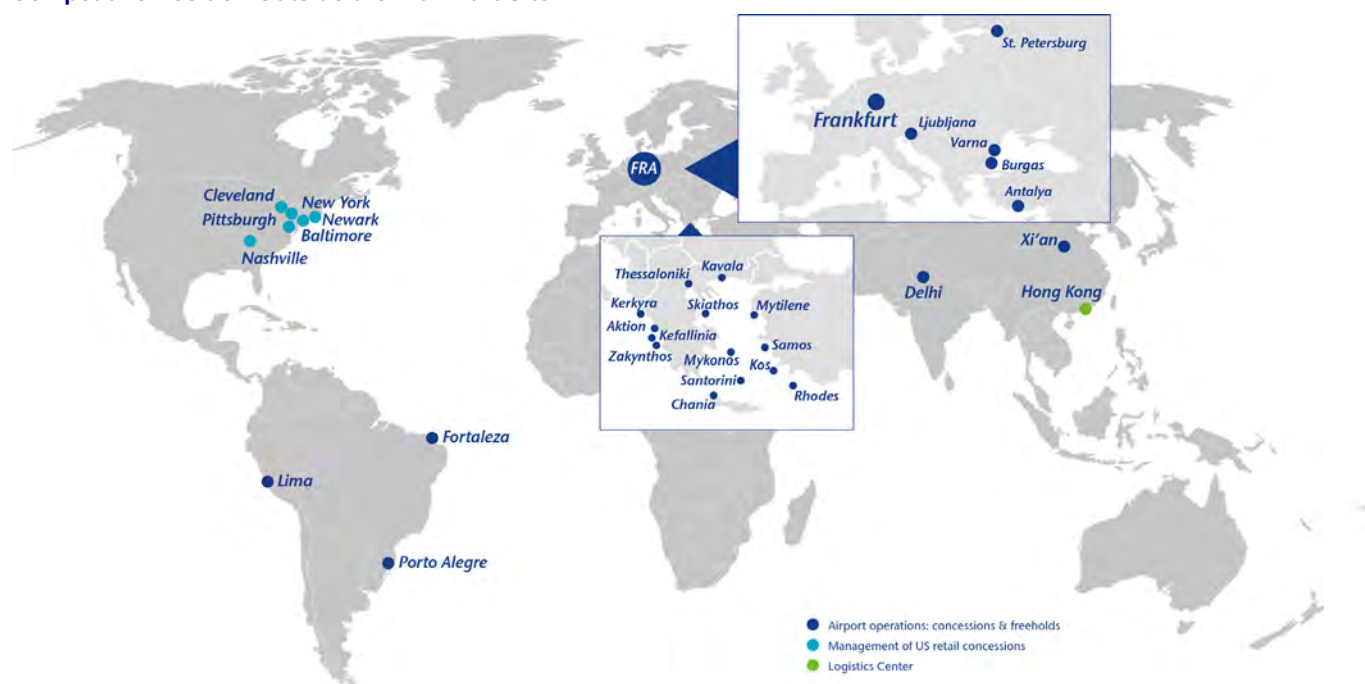 St. Petersburg
Frankfurt
Ljubljana
Varna
Burgas
Antalya
FRA
Cleveland
New York
Pittsburgh
Newark
Baltimore
Nashville
Xi'an
Delhi
Hong Kong
Thessaloniki
Kavala
Kerkyra
Skiathos
Mytilene
Aktion
Kefallinia
Zakynthos
Mykonos
Samos
Kos
Santorini
Rhodes
Chania
Fortaleza
Lima
Porto Alegre
Airport operations: concessions & freeholds
Management of US retail concessions
Logistics Center